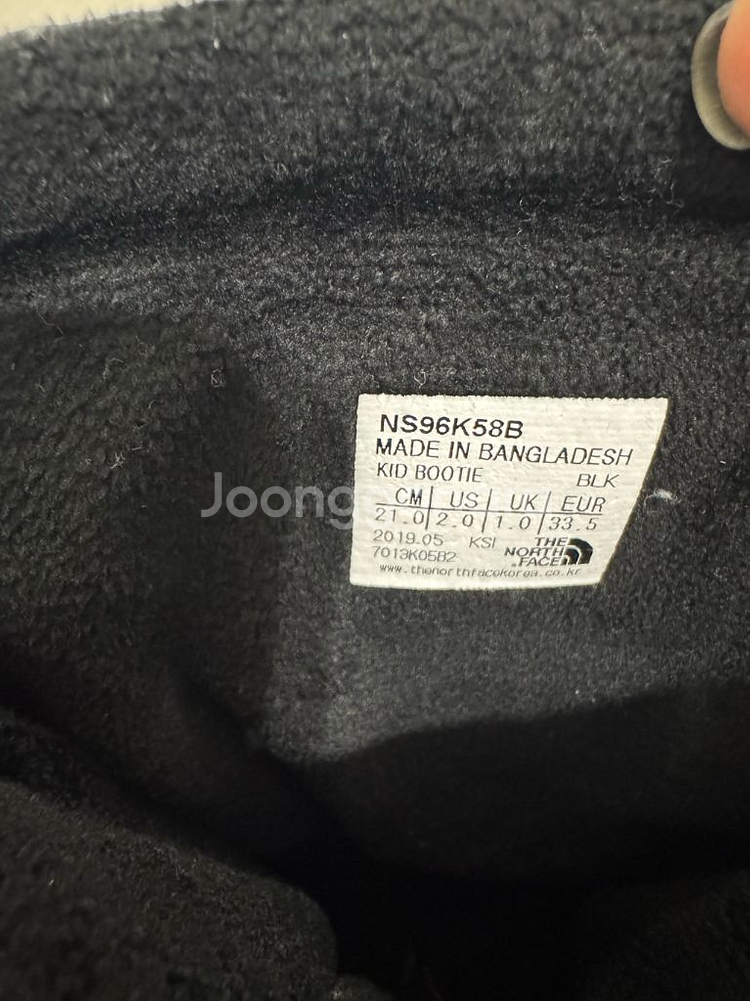 NS96K58B
MADE IN BANGLADESH
KID BOOTIE BLK
CM US UK EUR
21.0 2.0 1.0 33.5
2019.05 KSI
7013K05B2
THE
NORTH
FACE
www.thenorthfacekorea.co.kr
Joong